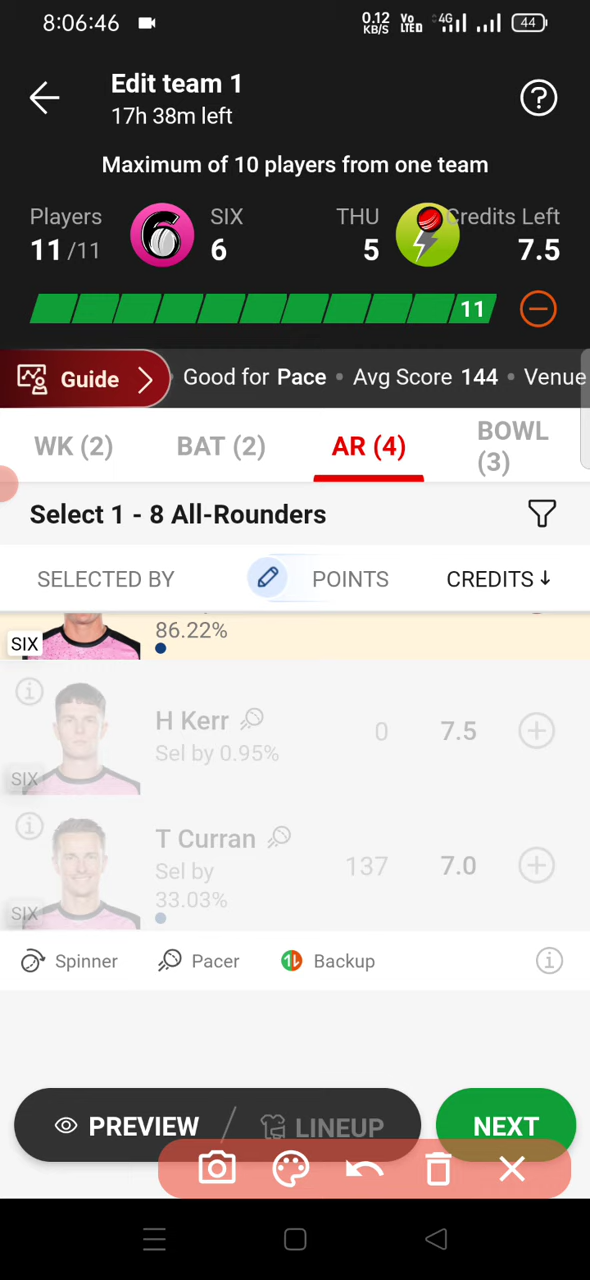 8:06:46 0.12 KB/S Vo LTED 4G 44
Edit team 1
17h 38m left
Maximum of 10 players from one team
Players SIX THU Credits Left
11/11 6 5 7.5
11
Guide Good for Pace • Avg Score 144 • Venue
WK (2) BAT (2) AR (4) BOWL (3)
Select 1 - 8 All-Rounders
SELECTED BY POINTS CREDITS↓
86.22%
SIX
H Kerr 0 7.5
Sel by 0.95%
SIX
T Curran 137 7.0
Sel by
33.03%
SIX
Spinner Pacer Backup
PREVIEW / LINEUP NEXT